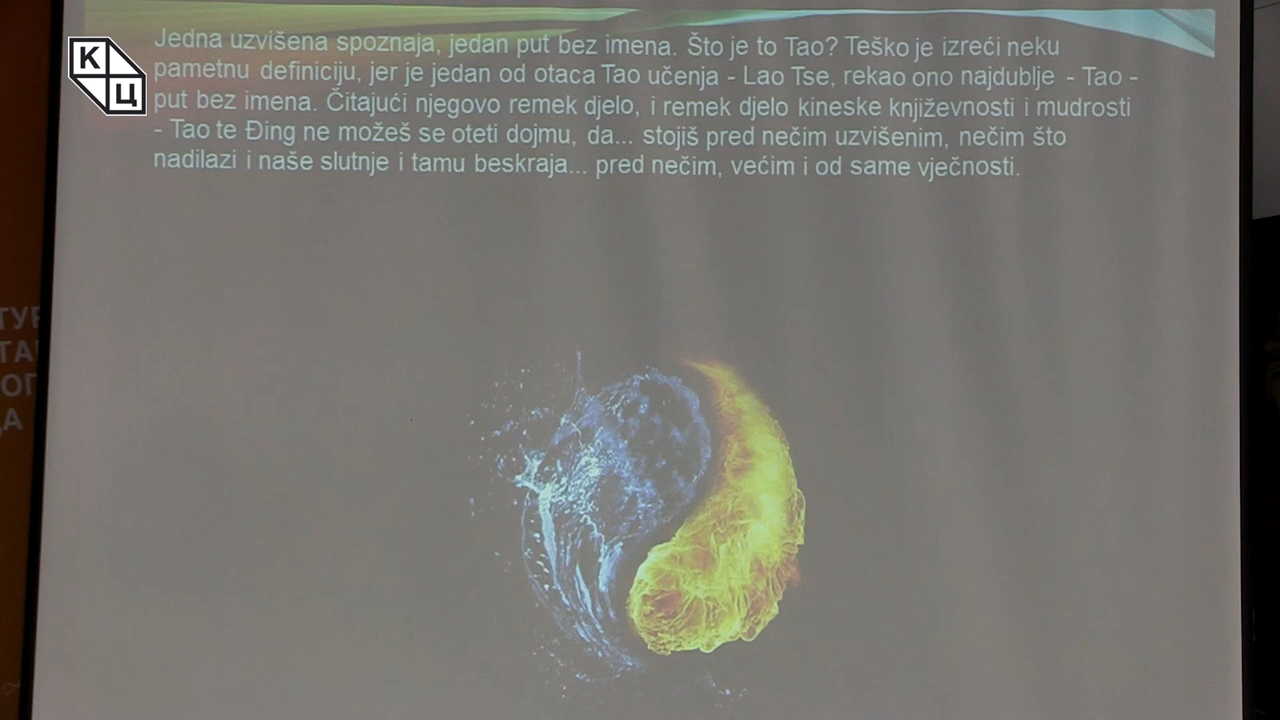 К
Ц
Jedna uzvišena spoznaja, jedan put bez imena. Što je to Tao? Teško je izreći neku
pametnu definiciju, jer je jedan od otaca Tao učenja - Lao Tse, rekao ono najdublje - Tao -
put bez imena. Čitajući njegovo remek djelo, i remek djelo kineske književnosti i mudrosti
- Tao te Đing ne možeš se oteti dojmu, da... stojiš pred nečim uzvišenim, nečim što
nadilazi i naše slutnje i tamu beskraja... pred nečim, većim i od same vječnosti.